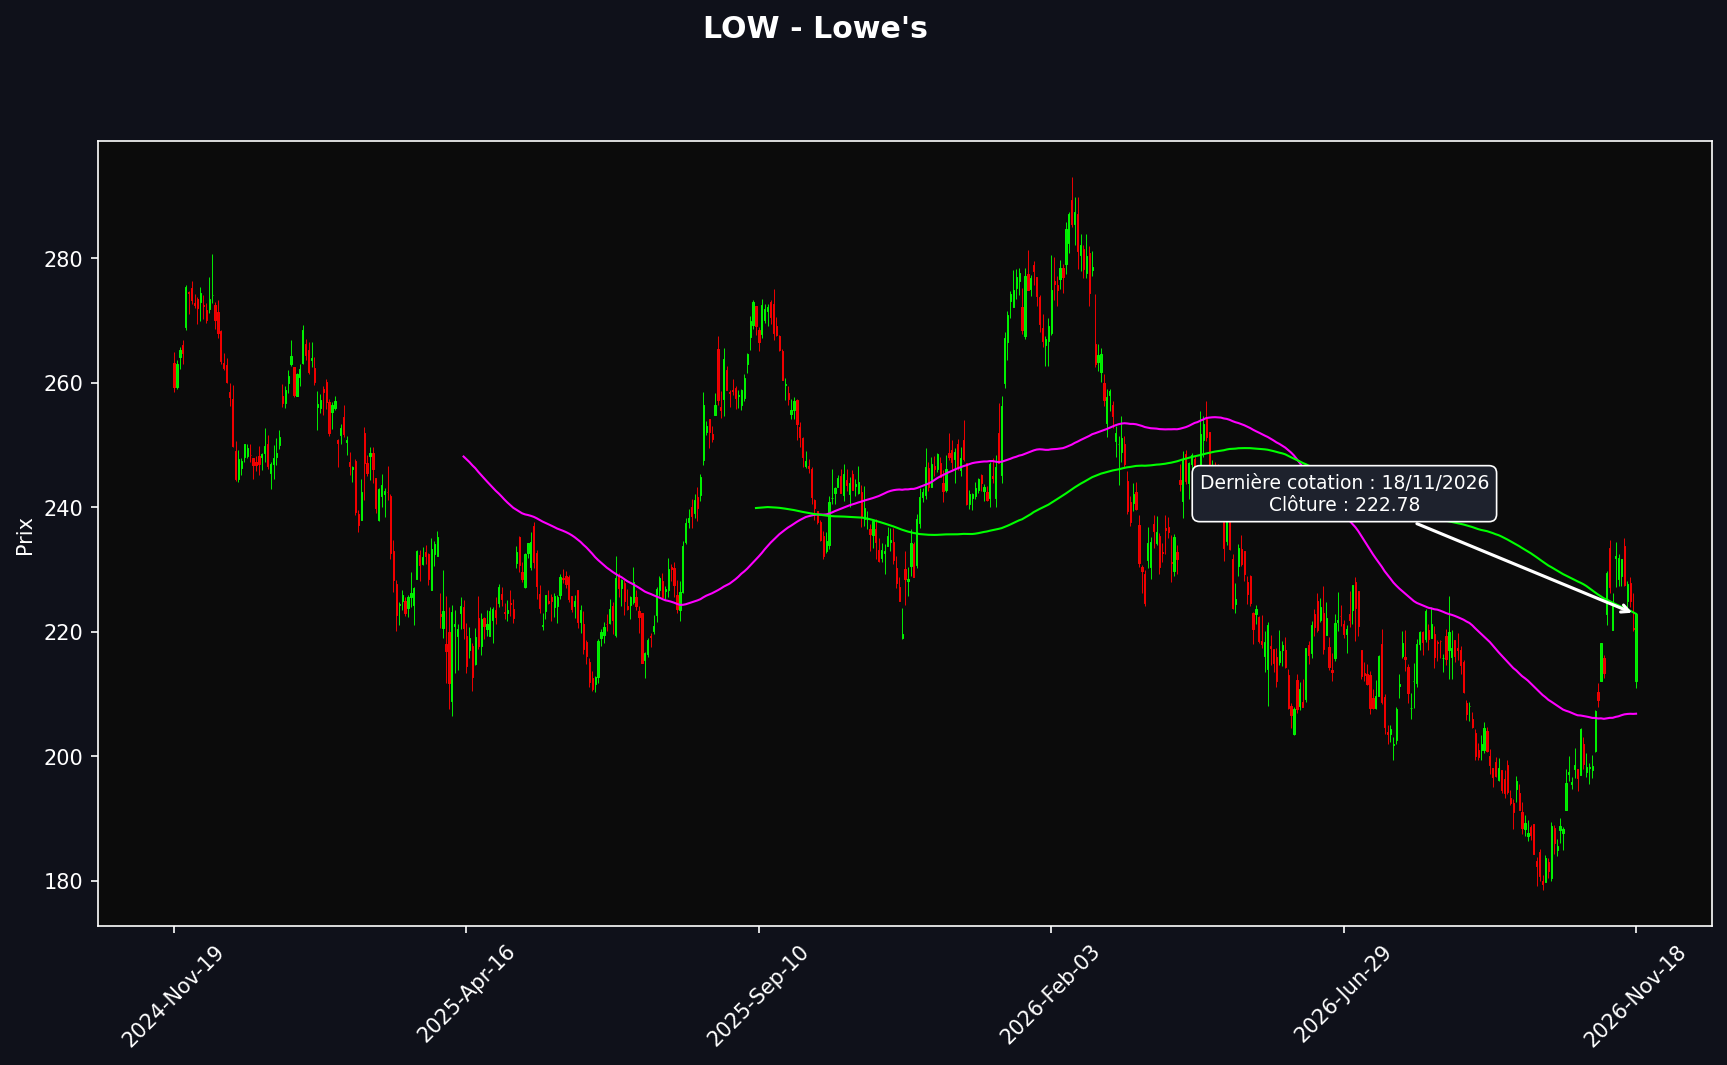 LOW - Lowe's
Prix
280
260
240
220
200
180
Dernière cotation : 18/11/2026
Clôture : 222.78
2024-Nov-19
2025-Apr-16
2025-Sep-10
2026-Feb-03
2026-Jun-29
2026-Nov-18